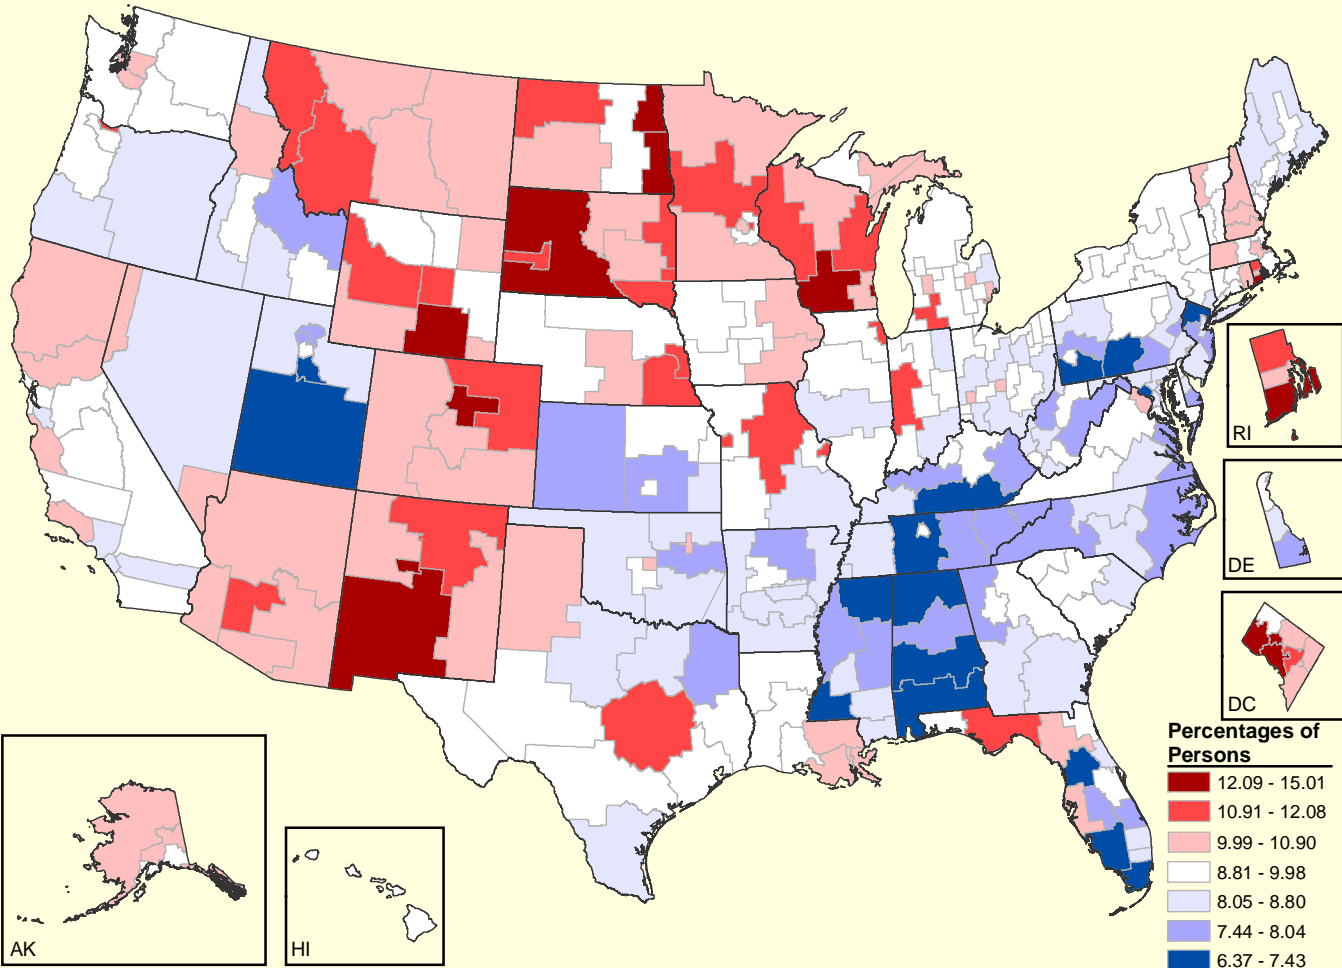 RI
DE
DC
AK
HI
Percentages of
Persons
12.09 - 15.01
10.91 - 12.08
9.99 - 10.90
8.81 - 9.98
8.05 - 8.80
7.44 - 8.04
6.37 - 7.43